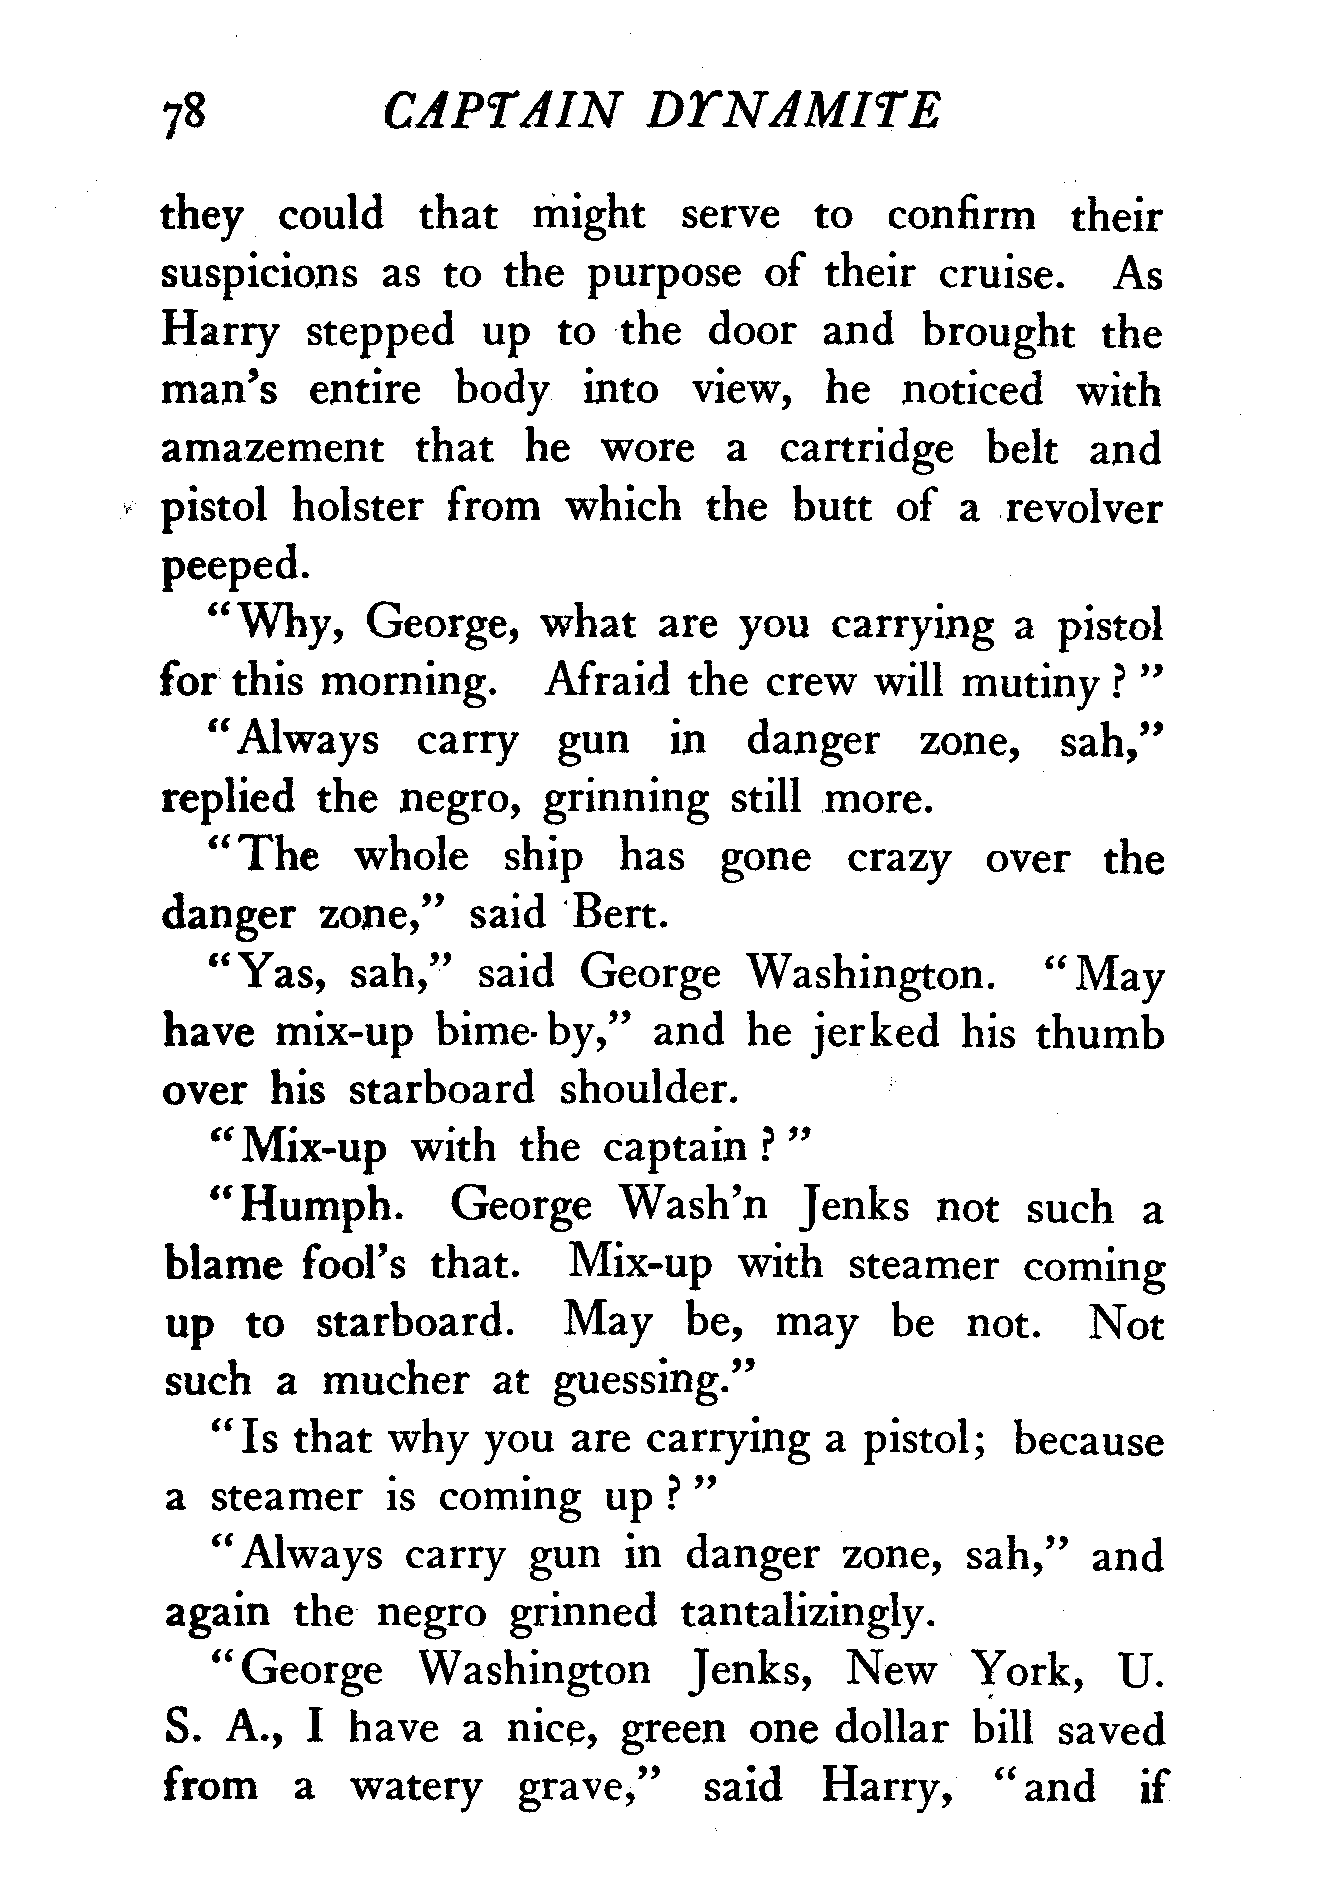 78 CAPTAIN DYNAMITE
they could that might serve to confirm their
suspicions as to the purpose of their cruise. As
Harry stepped up to the door and brought the
man's entire body into view, he noticed with
amazement that he wore a cartridge belt and
pistol holster from which the butt of a revolver
peeped.
"Why, George, what are you carrying a pistol
for this morning. Afraid the crew will mutiny?"
"Always carry gun in danger zone, sah,"
replied the negro, grinning still more.
"The whole ship has gone crazy over the
danger zone," said Bert.
"Yas, sah," said George Washington. "May
have mix-up bime-by," and he jerked his thumb
over his starboard shoulder.
"Mix-up with the captain?"
"Humph. George Wash'n Jenks not such a
blame fool's that. Mix-up with steamer coming
up to starboard. May be, may be not. Not
such a mucher at guessing."
"Is that why you are carrying a pistol; because
a steamer is coming up?"
"Always carry gun in danger zone, sah," and
again the negro grinned tantalizingly.
"George Washington Jenks, New York, U.
S. A., I have a nice, green one dollar bill saved
from a watery grave," said Harry, "and if